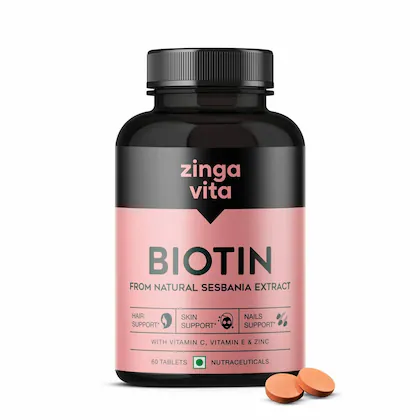 zinga
vita
BIOTIN
FROM NATURAL SESBANIA EXTRACT
HAIR SUPPORT*
SKIN SUPPORT*
NAILS SUPPORT*
WITH VITAMIN C, VITAMIN E & ZINC
60 TABLETS NUTRACEUTICALS